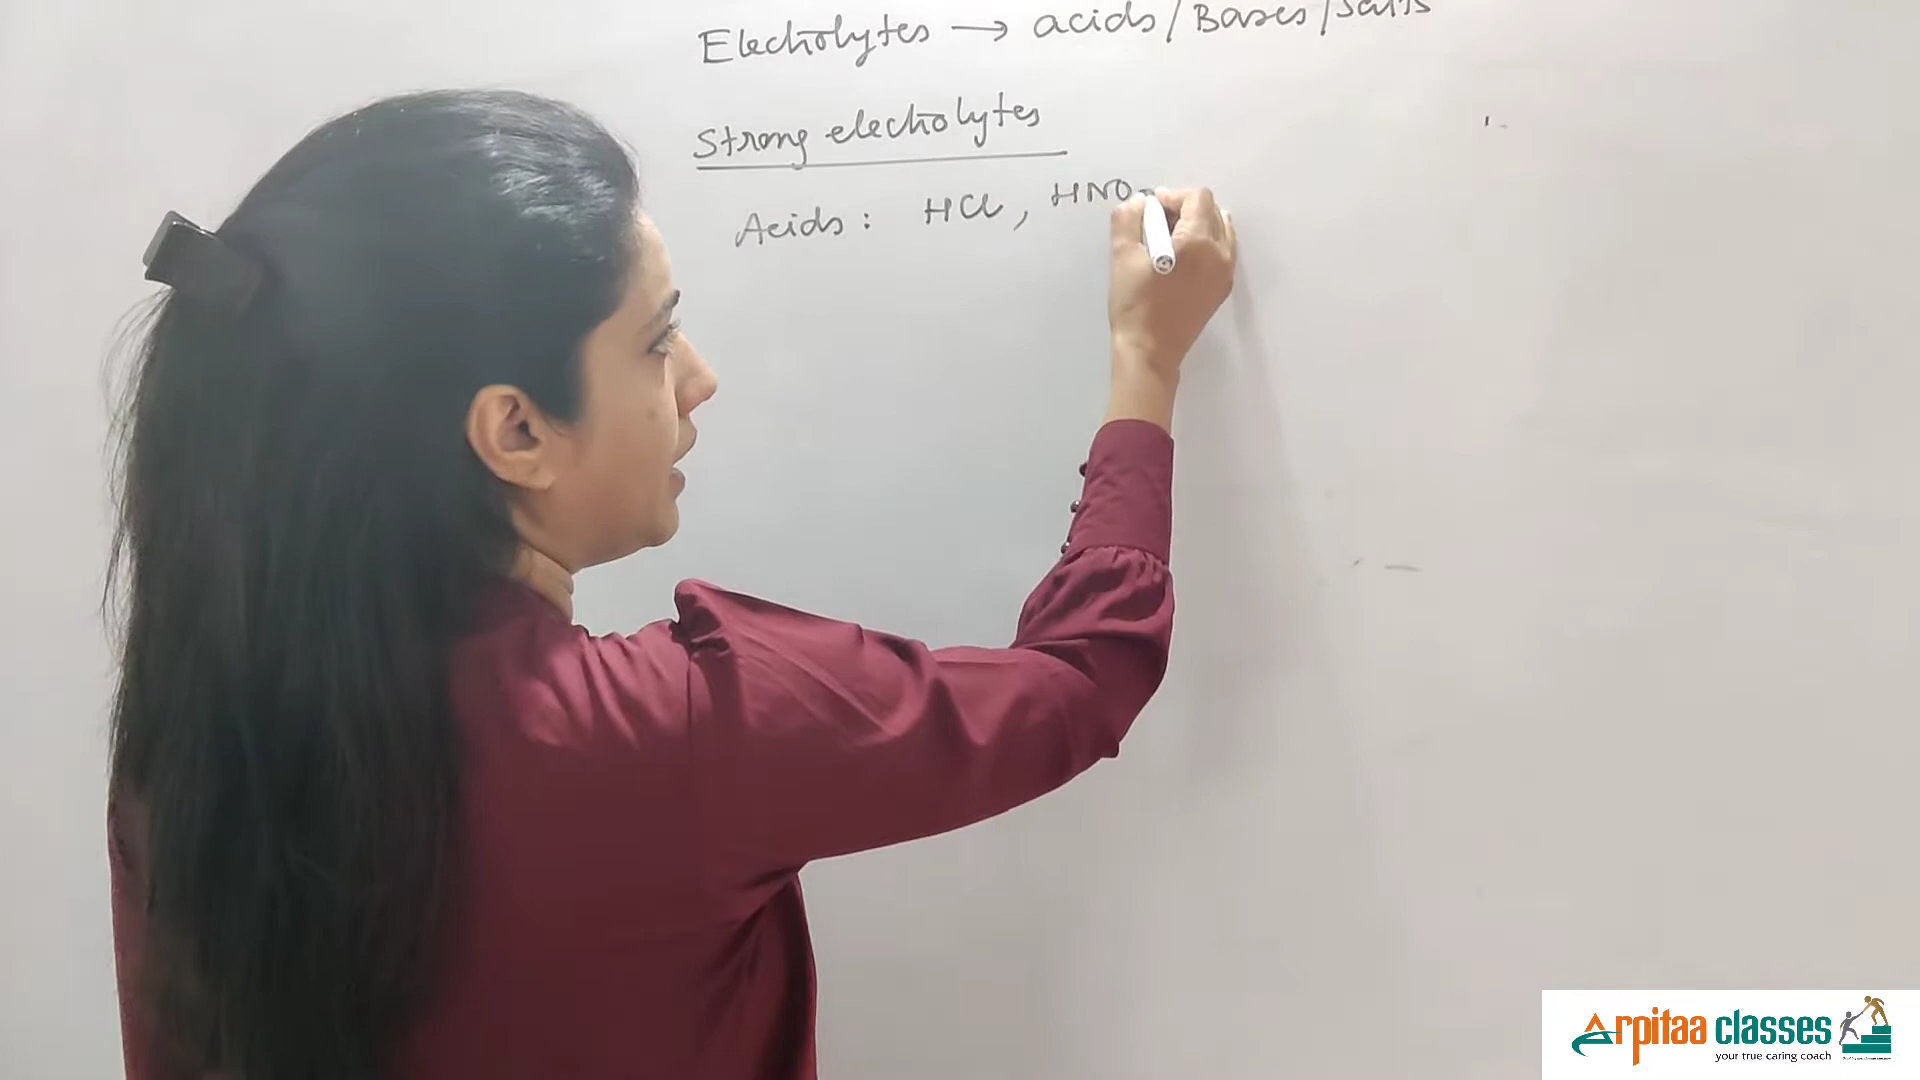 Electrolytes → acids/Bases/Salts
Strong electrolytes
Acids: HCl, HNO
Arpitaa classes
your true caring coach